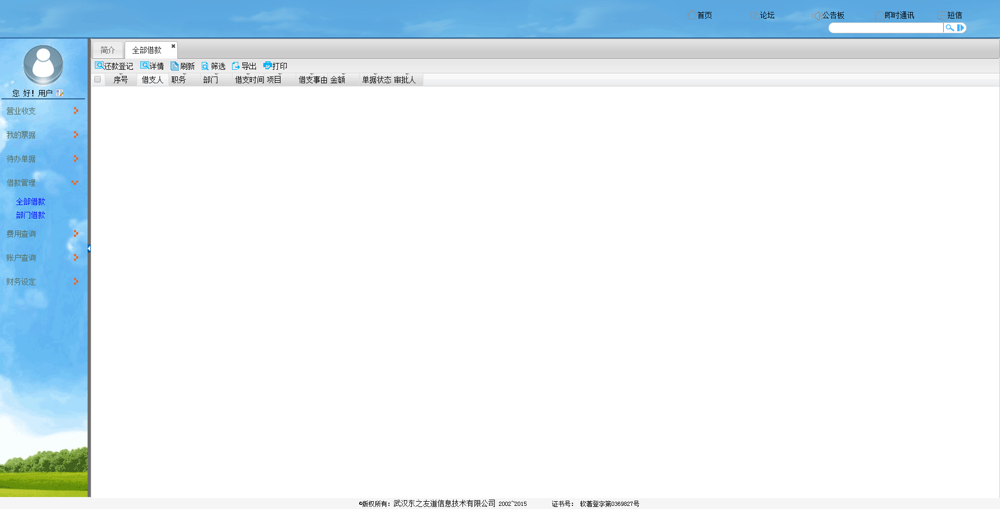 首页 论坛 公告板 即时通讯 短信
您 好！用户
营业收支
我的票据
待办单据
借款管理
全部借款
部门借款
费用查询
账户查询
财务设定
简介 全部借款
还款登记 详情 刷新 筛选 导出 打印
序号 借支人 职务 部门 借支时间 项目 借支事由 金额 单据状态 审批人
©版权所有：武汉东之友道信息技术有限公司 2002~2015 证书号： 软著登字第0369827号